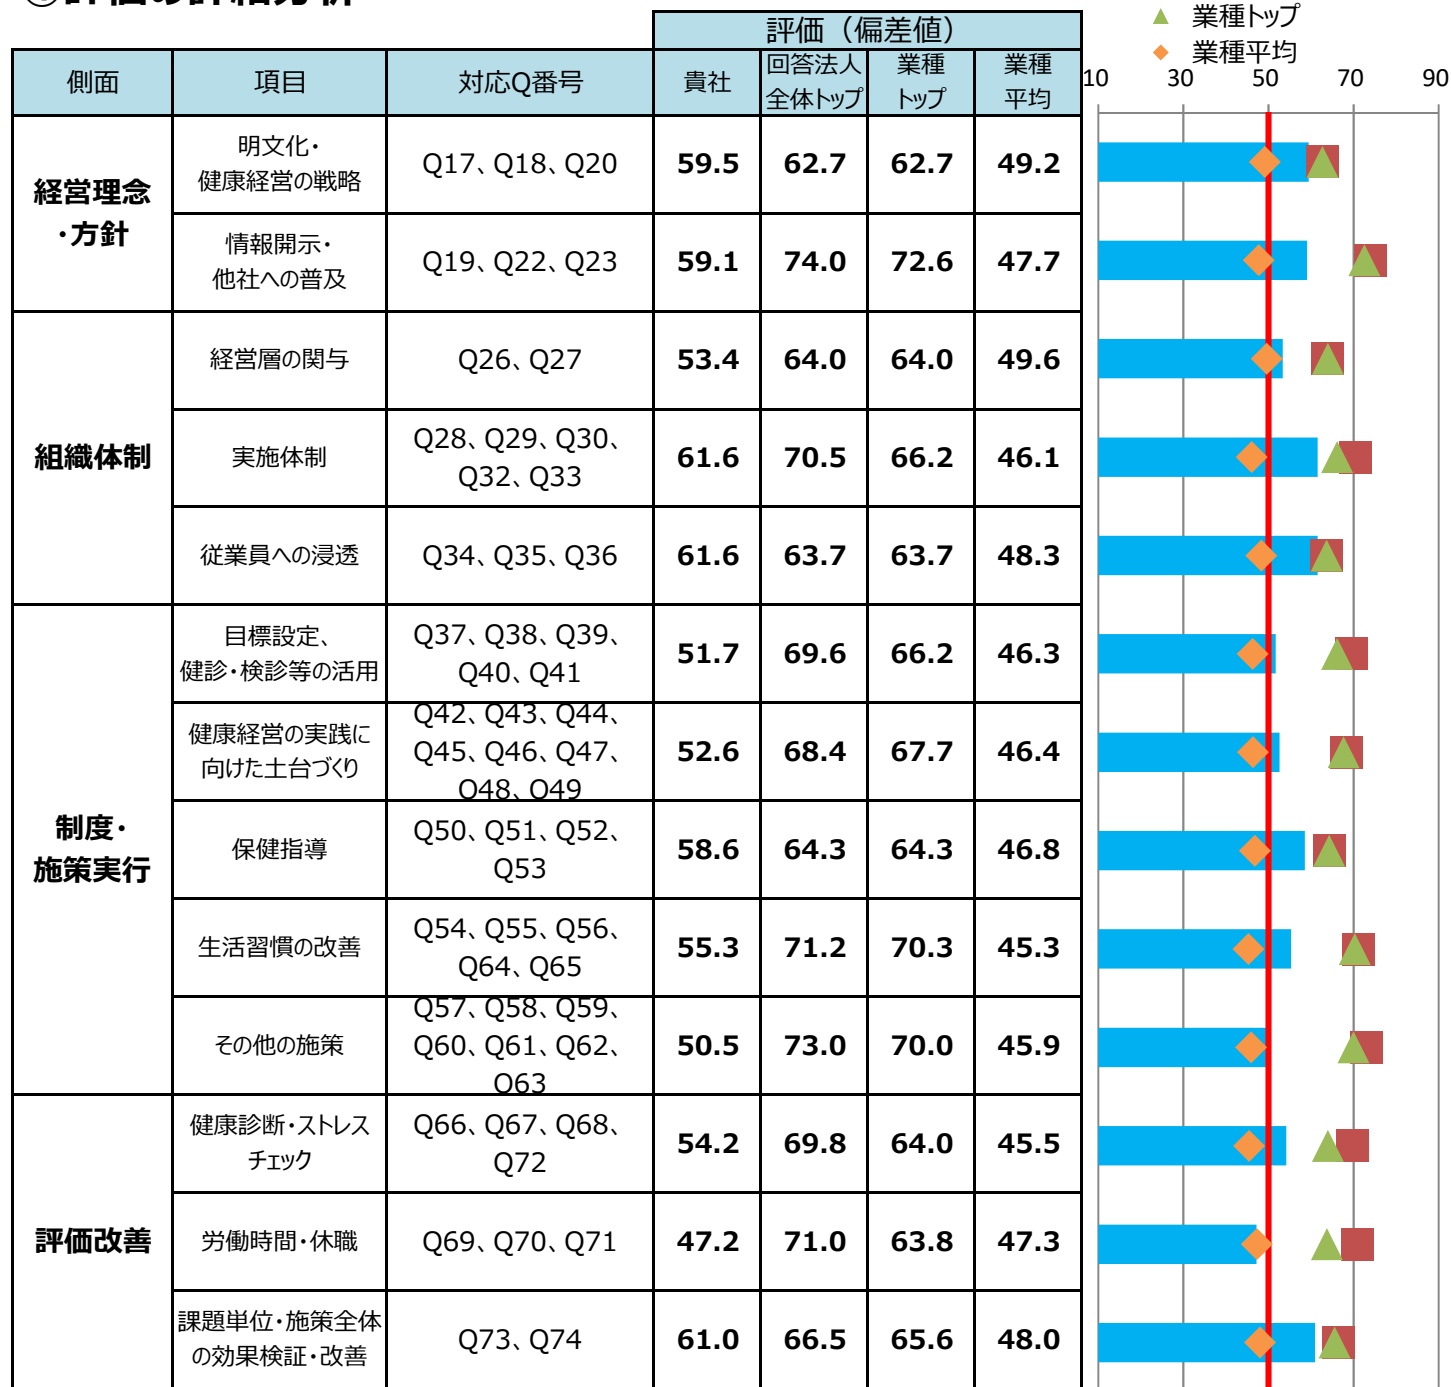 ①評価の詳細分析
▲ 業種トップ
◆ 業種平均
評価（偏差値）
側面 項目 対応Q番号 貴社 回答法人全体トップ 業種トップ 業種平均
10 30 50 70 90
経営理念・方針
明文化・健康経営の戦略 Q17、Q18、Q20 59.5 62.7 62.7 49.2
情報開示・他社への普及 Q19、Q22、Q23 59.1 74.0 72.6 47.7
組織体制
経営層の関与 Q26、Q27 53.4 64.0 64.0 49.6
実施体制 Q28、Q29、Q30、Q32、Q33 61.6 70.5 66.2 46.1
従業員への浸透 Q34、Q35、Q36 61.6 63.7 63.7 48.3
制度・施策実行
目標設定、健診・検診等の活用 Q37、Q38、Q39、Q40、Q41 51.7 69.6 66.2 46.3
健康経営の実践に向けた土台づくり Q42、Q43、Q44、Q45、Q46、Q47、Q48、Q49 52.6 68.4 67.7 46.4
保健指導 Q50、Q51、Q52、Q53 58.6 64.3 64.3 46.8
生活習慣の改善 Q54、Q55、Q56、Q64、Q65 55.3 71.2 70.3 45.3
その他の施策 Q57、Q58、Q59、Q60、Q61、Q62、Q63 50.5 73.0 70.0 45.9
評価改善
健康診断・ストレスチェック Q66、Q67、Q68、Q72 54.2 69.8 64.0 45.5
労働時間・休職 Q69、Q70、Q71 47.2 71.0 63.8 47.3
課題単位・施策全体の効果検証・改善 Q73、Q74 61.0 66.5 65.6 48.0